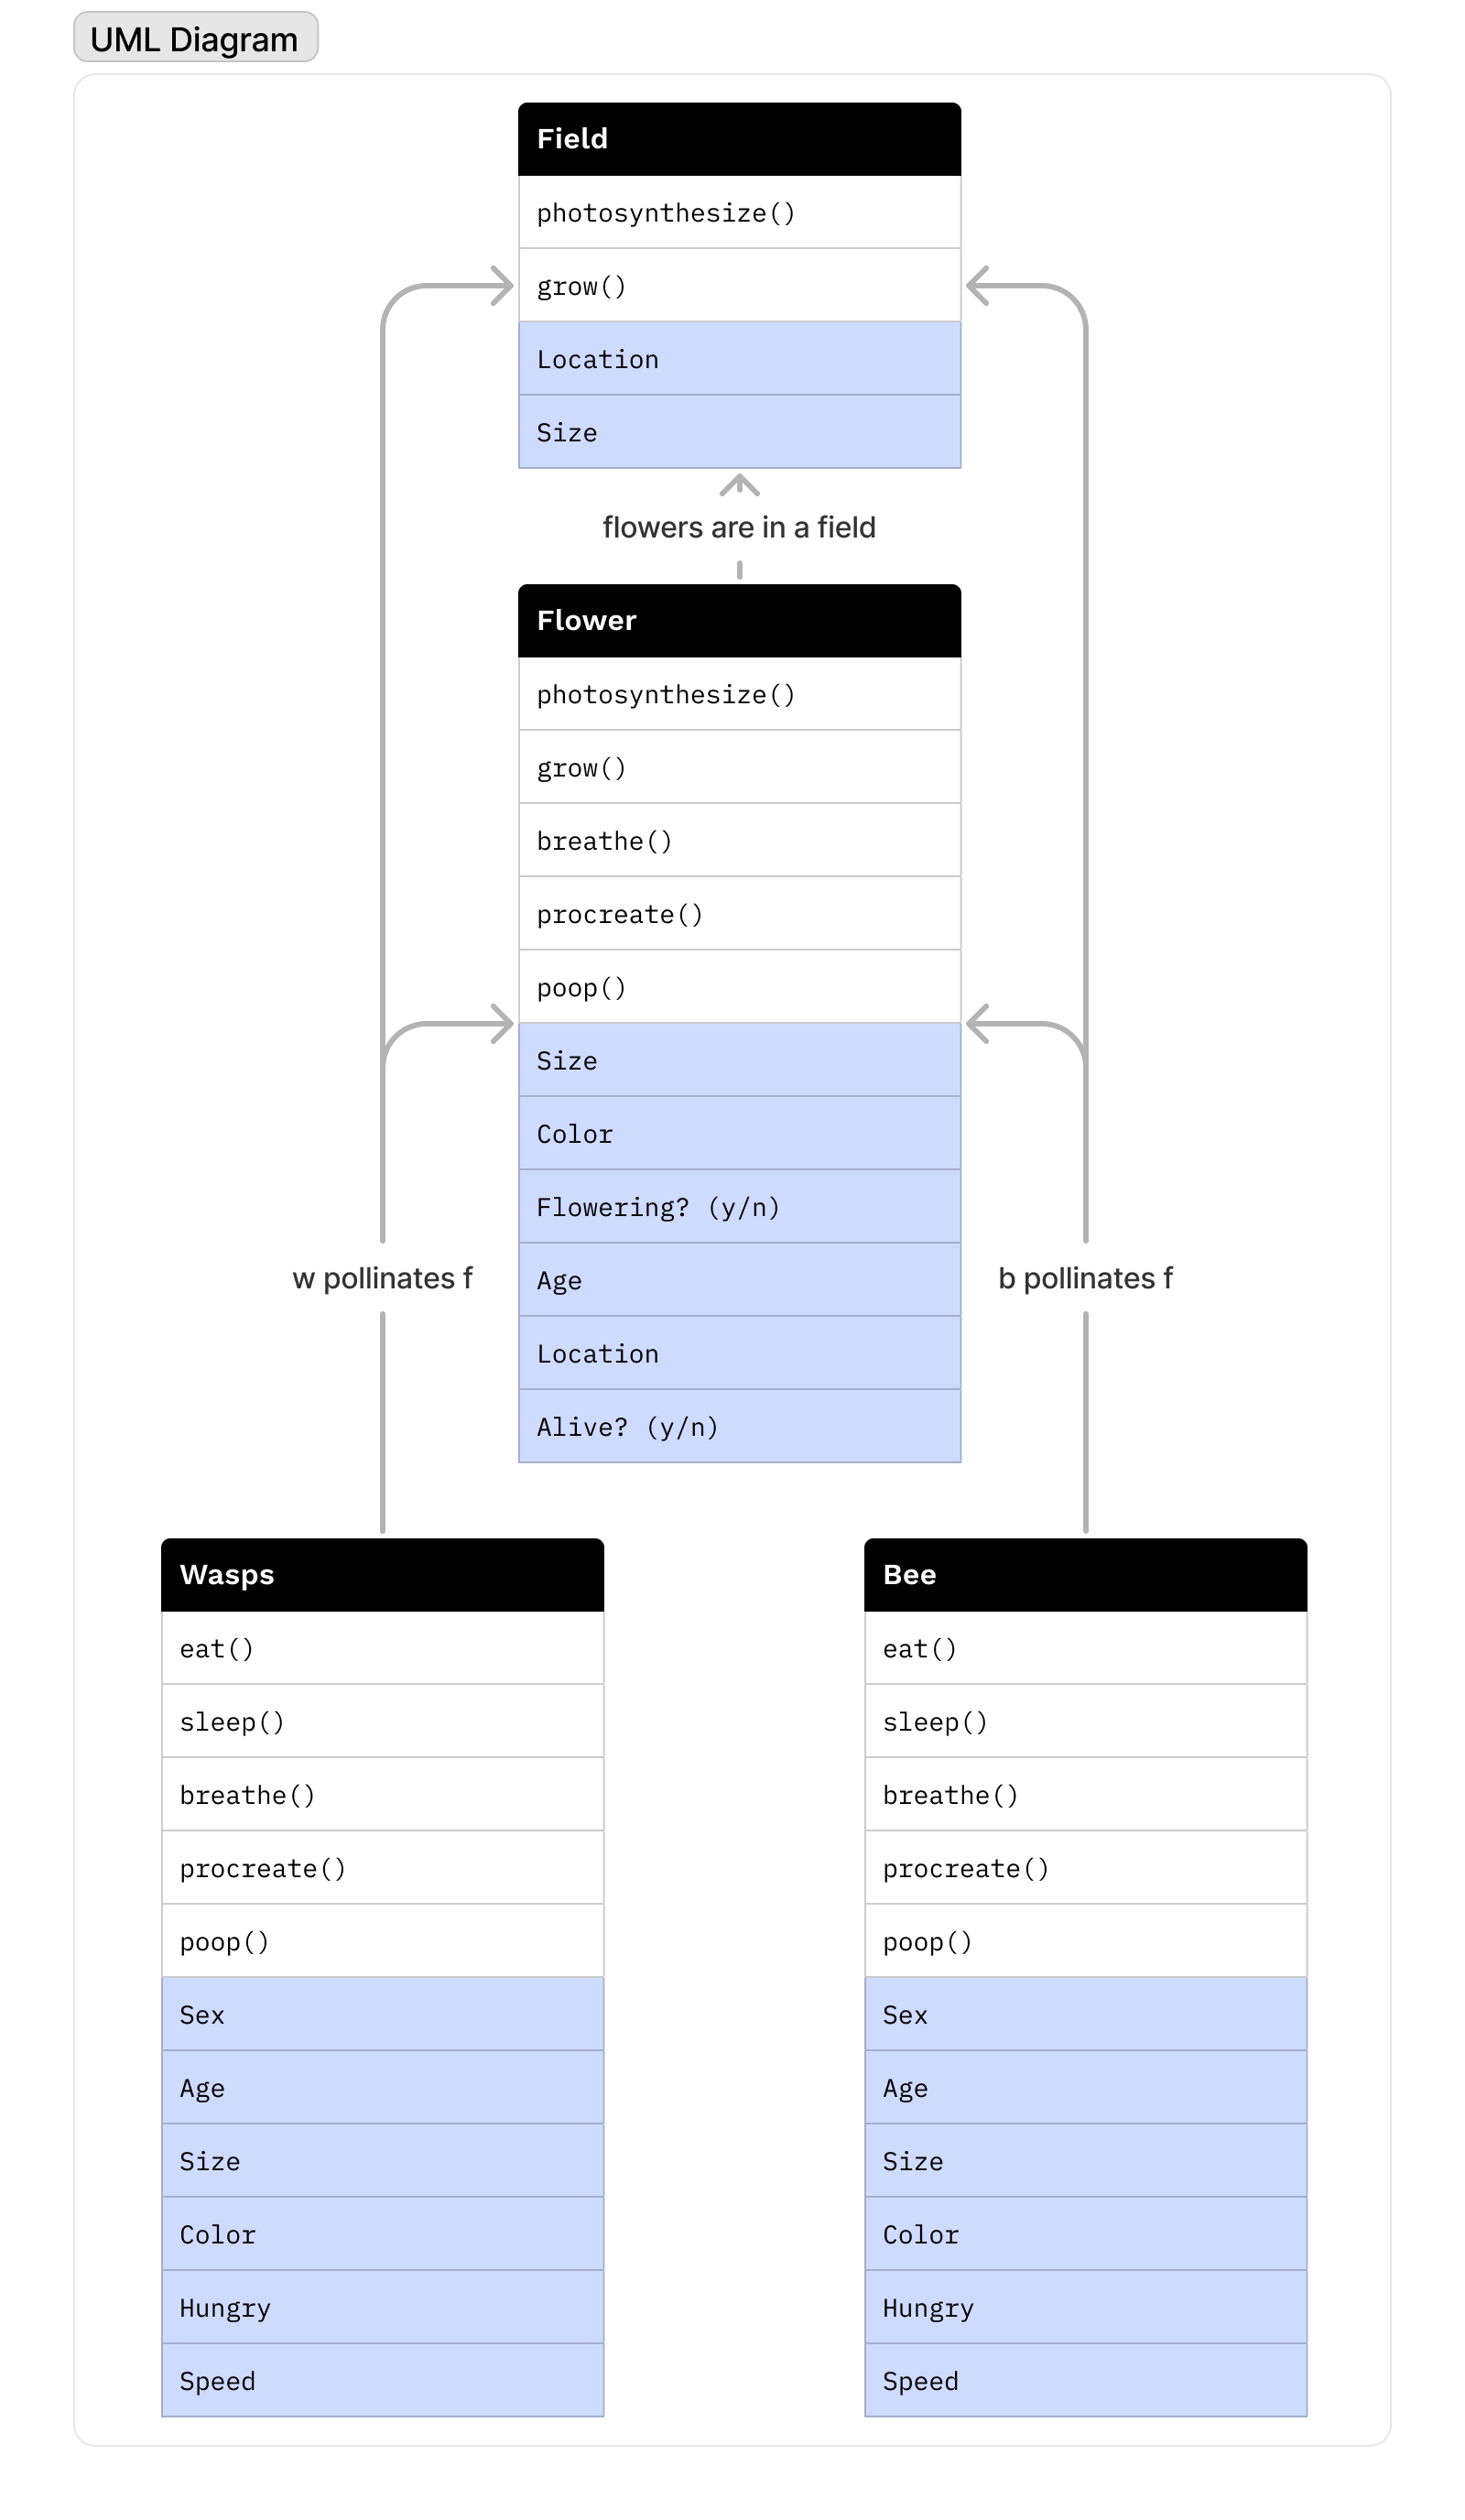 UML Diagram
Field
photosynthesize()
grow()
Location
Size
flowers are in a field
Flower
photosynthesize()
grow()
breathe()
procreate()
poop()
Size
Color
Flowering? (y/n)
Age
Location
Alive? (y/n)
w pollinates f
b pollinates f
Wasps
eat()
sleep()
breathe()
procreate()
poop()
Sex
Age
Size
Color
Hungry
Speed
Bee
eat()
sleep()
breathe()
procreate()
poop()
Sex
Age
Size
Color
Hungry
Speed